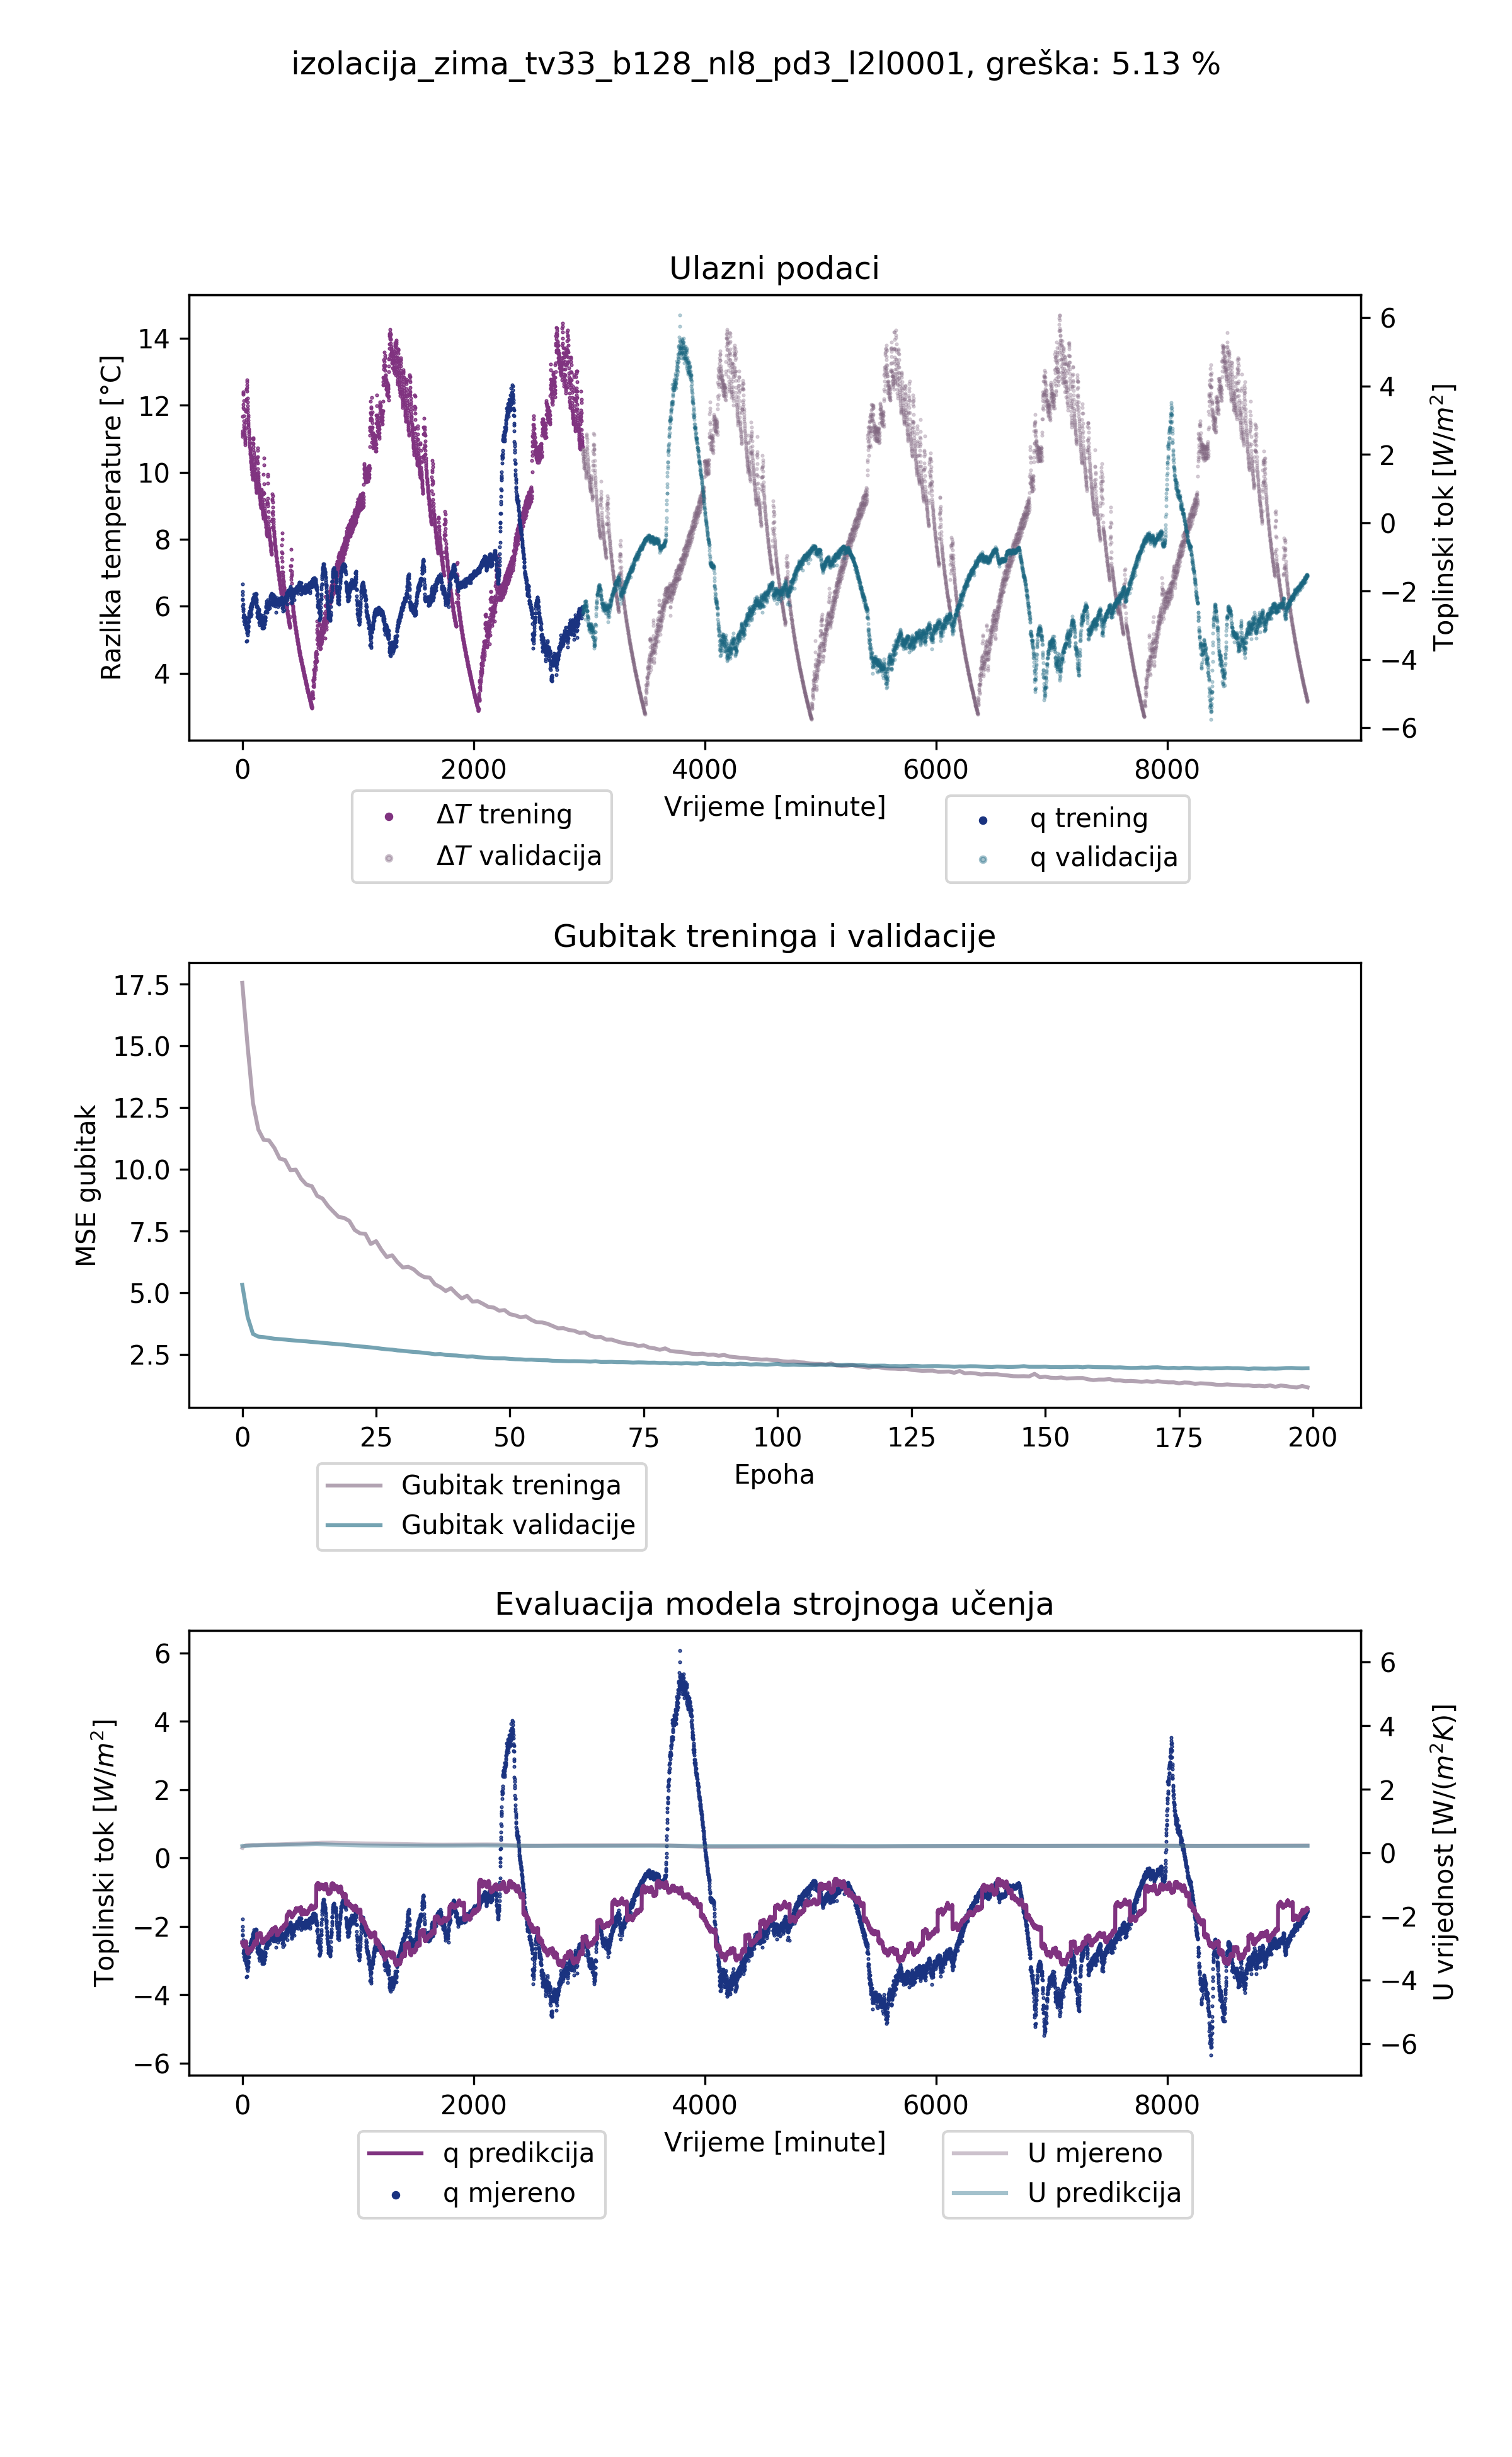 izolacija_zima_tv33_b128_nl8_pd3_l2l0001, greška: 5.13 %
Ulazni podaci
Razlika temperature [°C]
14
12
10
8
6
4
Toplinski tok [W/m²]
6
4
2
0
−2
−4
−6
0 2000 4000 6000 8000
Vrijeme [minute]
ΔT trening
ΔT validacija
q trening
q validacija
Gubitak treninga i validacije
MSE gubitak
17.5
15.0
12.5
10.0
7.5
5.0
2.5
0 25 50 75 100 125 150 175 200
Epoha
Gubitak treninga
Gubitak validacije
Evaluacija modela strojnoga učenja
Toplinski tok [W/m²]
6
4
2
0
−2
−4
−6
U vrijednost [W/(m²K)]
6
4
2
0
−2
−4
−6
0 2000 4000 6000 8000
Vrijeme [minute]
q predikcija
q mjereno
U mjereno
U predikcija